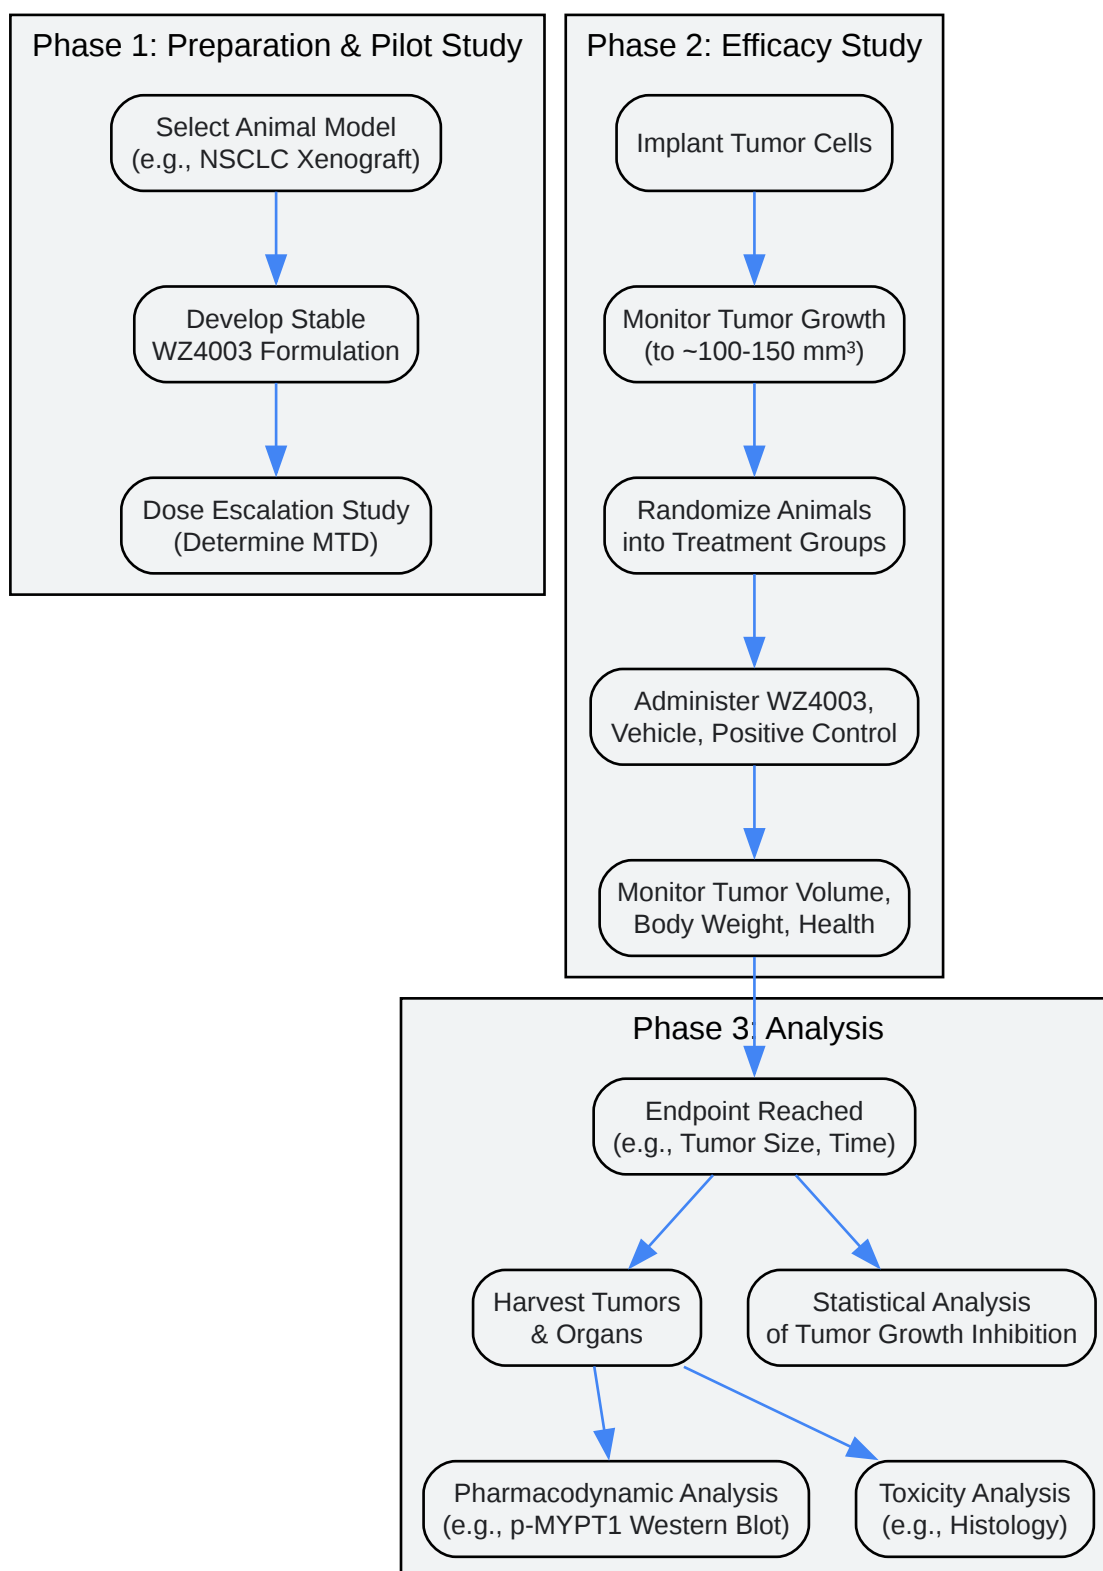 Phase 1: Preparation & Pilot Study
Select Animal Model
(e.g., NSCLC Xenograft)
Develop Stable
WZ4003 Formulation
Dose Escalation Study
(Determine MTD)
Phase 2: Efficacy Study
Implant Tumor Cells
Monitor Tumor Growth
(to ~100-150 mm³)
Randomize Animals
into Treatment Groups
Administer WZ4003,
Vehicle, Positive Control
Monitor Tumor Volume,
Body Weight, Health
Phase 3: Analysis
Endpoint Reached
(e.g., Tumor Size, Time)
Harvest Tumors
& Organs
Statistical Analysis
of Tumor Growth Inhibition
Pharmacodynamic Analysis
(e.g., p-MYPT1 Western Blot)
Toxicity Analysis
(e.g., Histology)